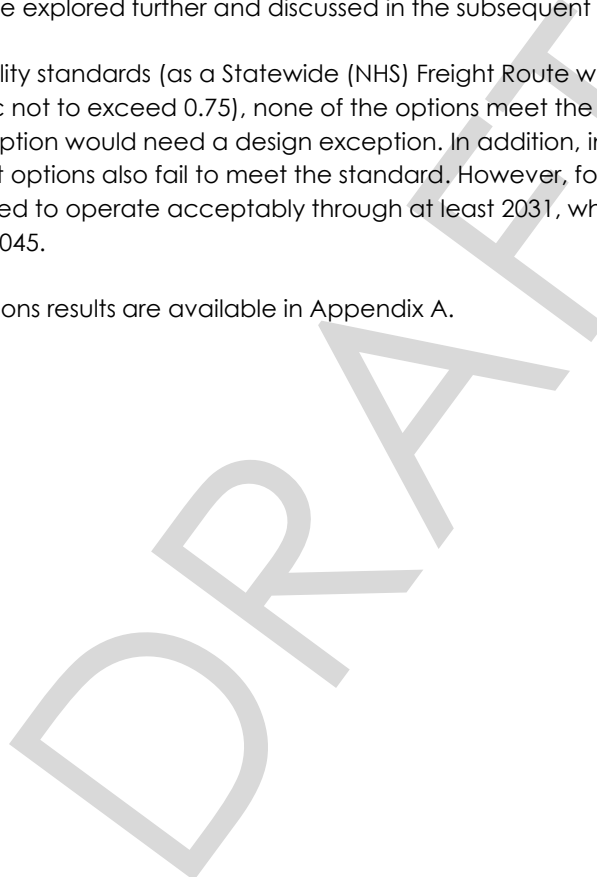 e explored further and discussed in the subsequent
lity standards (as a Statewide (NHS) Freight Route w
c not to exceed 0.75), none of the options meet the
ption would need a design exception. In addition, in
t options also fail to meet the standard. However, fo
ed to operate acceptably through at least 2031, wh
045.
ons results are available in Appendix A.
DRAFT